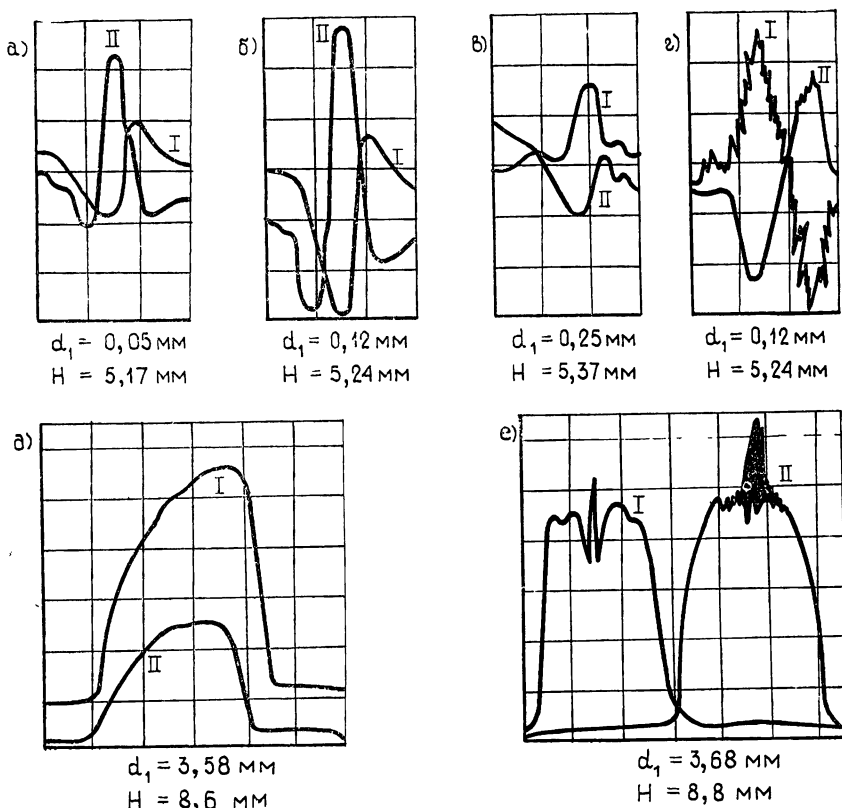 а)
II
I
d₁ = 0,05 мм
H = 5,17 мм
б)
II
I
d₁ = 0,12 мм
H = 5,24 мм
в)
I
II
d₁ = 0,25 мм
H = 5,37 мм
г)
I
II
d₁ = 0,12 мм
H = 5,24 мм
д)
I
II
d₁ = 3,58 мм
H = 8,6 мм
е)
I
II
d₁ = 3,68 мм
H = 8,8 мм